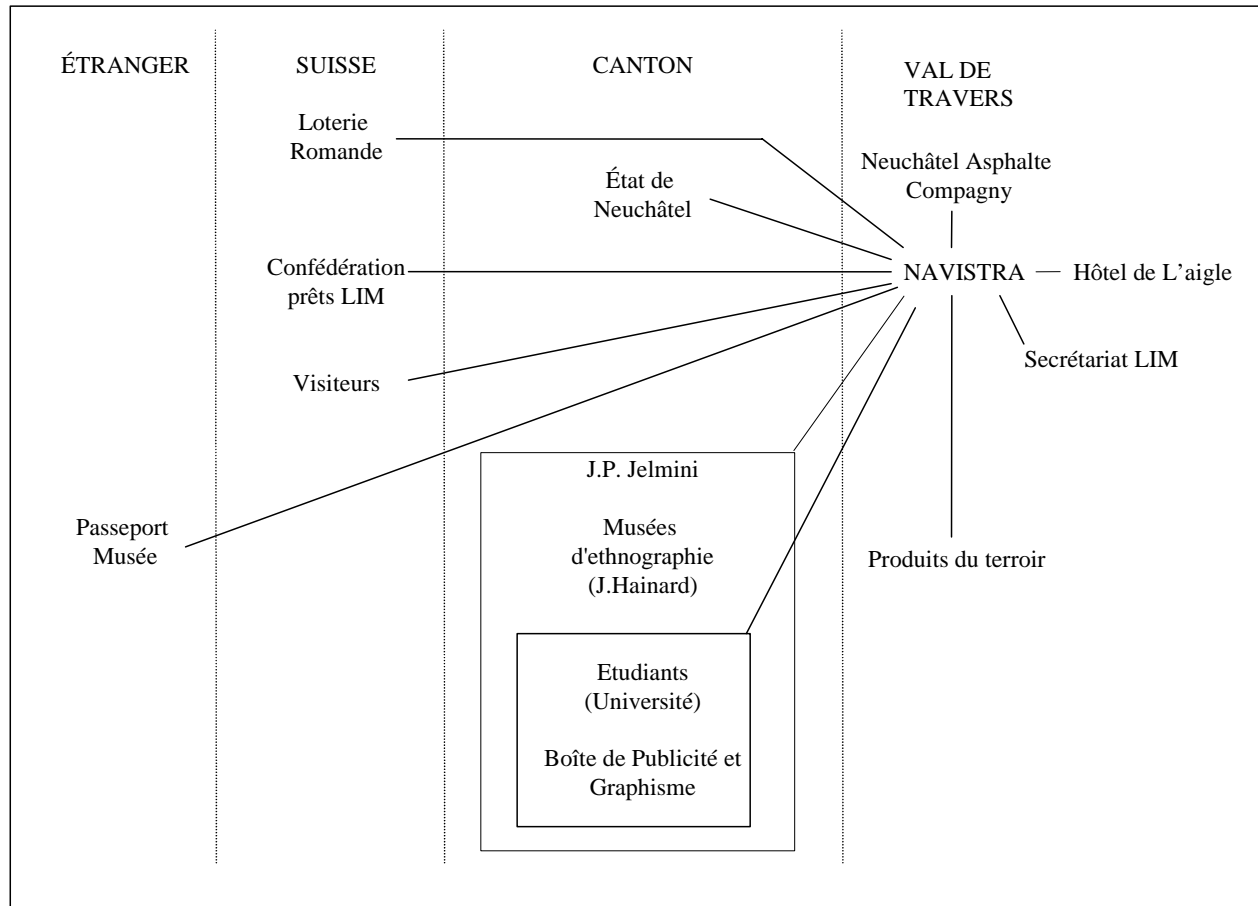 ÉTRANGER
SUISSE
CANTON
VAL DE
TRAVERS
Loterie
Romande
État de
Neuchâtel
Neuchâtel Asphalte
Compagny
Confédération
prêts LIM
NAVISTRA
Hôtel de L'aigle
Visiteurs
Secrétariat LIM
Passeport
Musée
J.P. Jelmini
Musées
d'ethnographie
(J.Hainard)
Produits du terroir
Etudiants
(Université)
Boîte de Publicité et
Graphisme